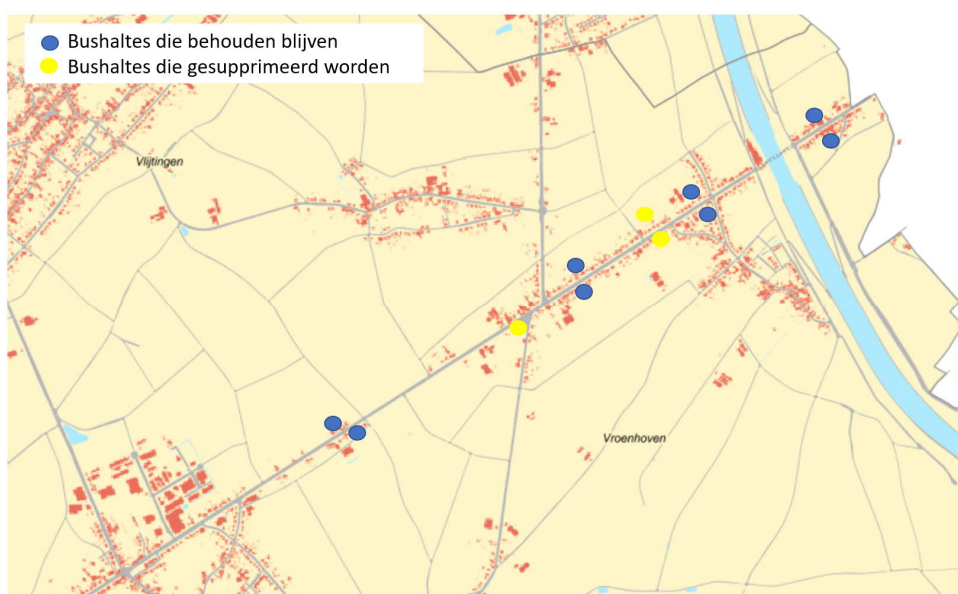 Bushaltes die behouden blijven
Bushaltes die gesupprimeerd worden
Vlijtingen
Vroenhoven